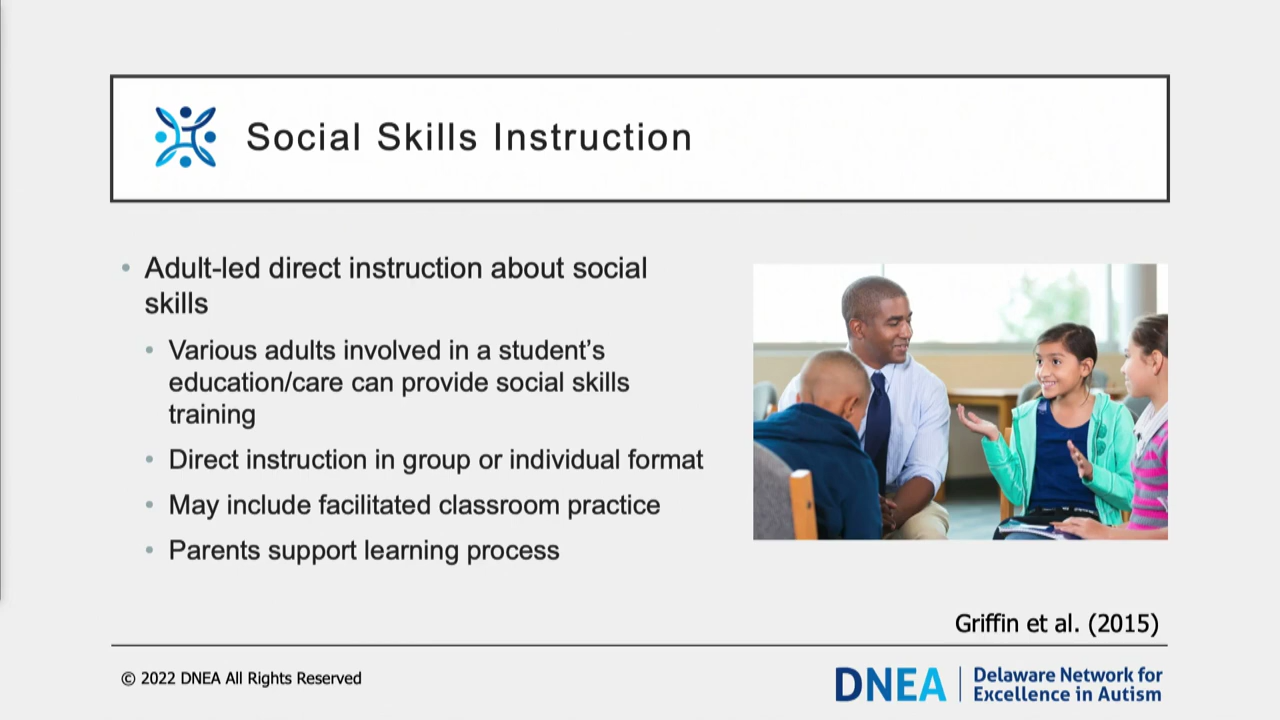 Social Skills Instruction
• Adult-led direct instruction about social
skills
• Various adults involved in a student’s
education/care can provide social skills
training
• Direct instruction in group or individual format
• May include facilitated classroom practice
• Parents support learning process
Griffin et al. (2015)
© 2022 DNEA All Rights Reserved
DNEA
Delaware Network for
Excellence in Autism